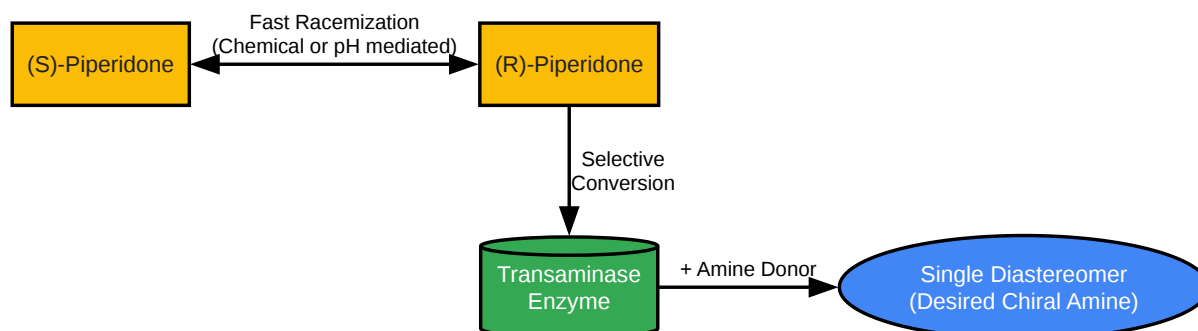 Fast Racemization
(Chemical or pH mediated)
(S)-Piperidone
(R)-Piperidone
Selective
Conversion
Transaminase
Enzyme
+ Amine Donor
Single Diastereomer
(Desired Chiral Amine)